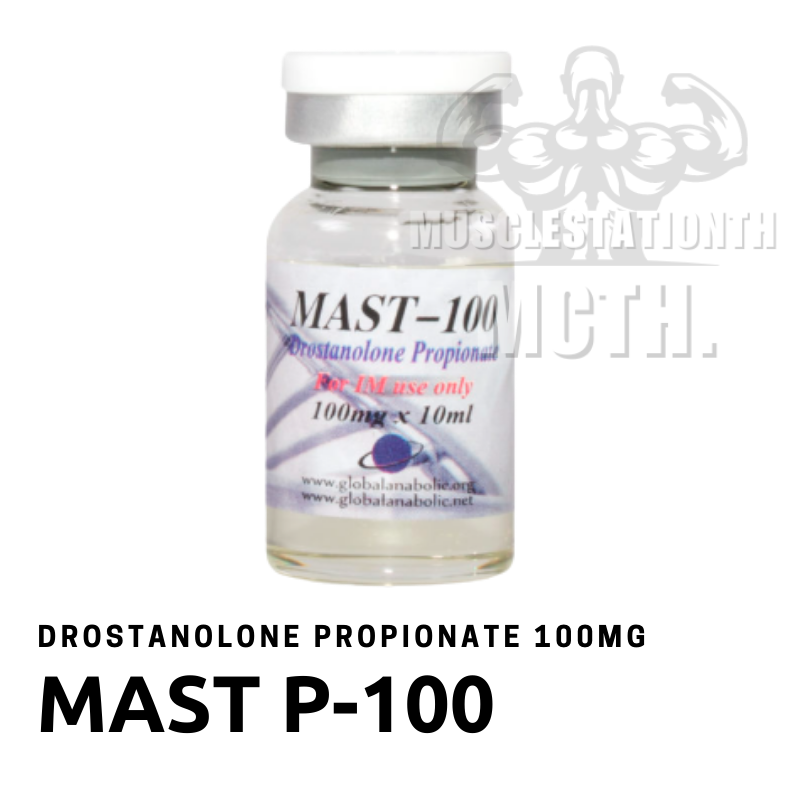 MUSCLESTATIONTH
MCTH.
MAST-100
Drostanolone Propionate
For IM use only
100mg x 10ml
www.globalanabolic.org
www.globalanabolic.net
DROSTANOLONE PROPIONATE 100MG
MAST P-100